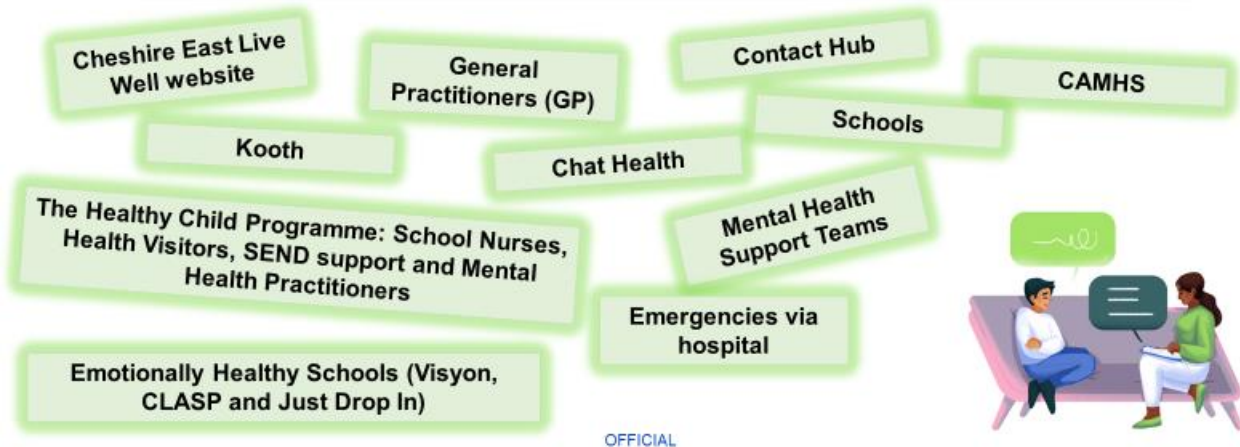 Cheshire East Live
Well website
General
Practitioners (GP)
Contact Hub
CAMHS
Kooth
Chat Health
Schools
The Healthy Child Programme: School Nurses,
Health Visitors, SEND support and Mental
Health Practitioners
Mental Health
Support Teams
Emergencies via
hospital
Emotionally Healthy Schools (Visyon,
CLASP and Just Drop In)
OFFICIAL